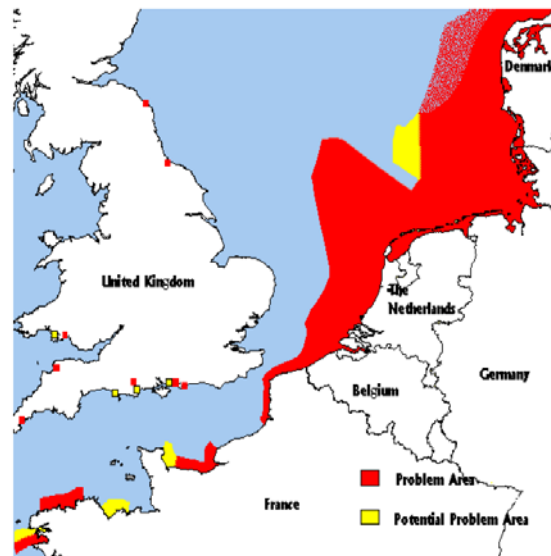 Denmark
United Kingdom
The
Netherlands
Germany
Belgium
France
Problem Area
Potential Problem Area